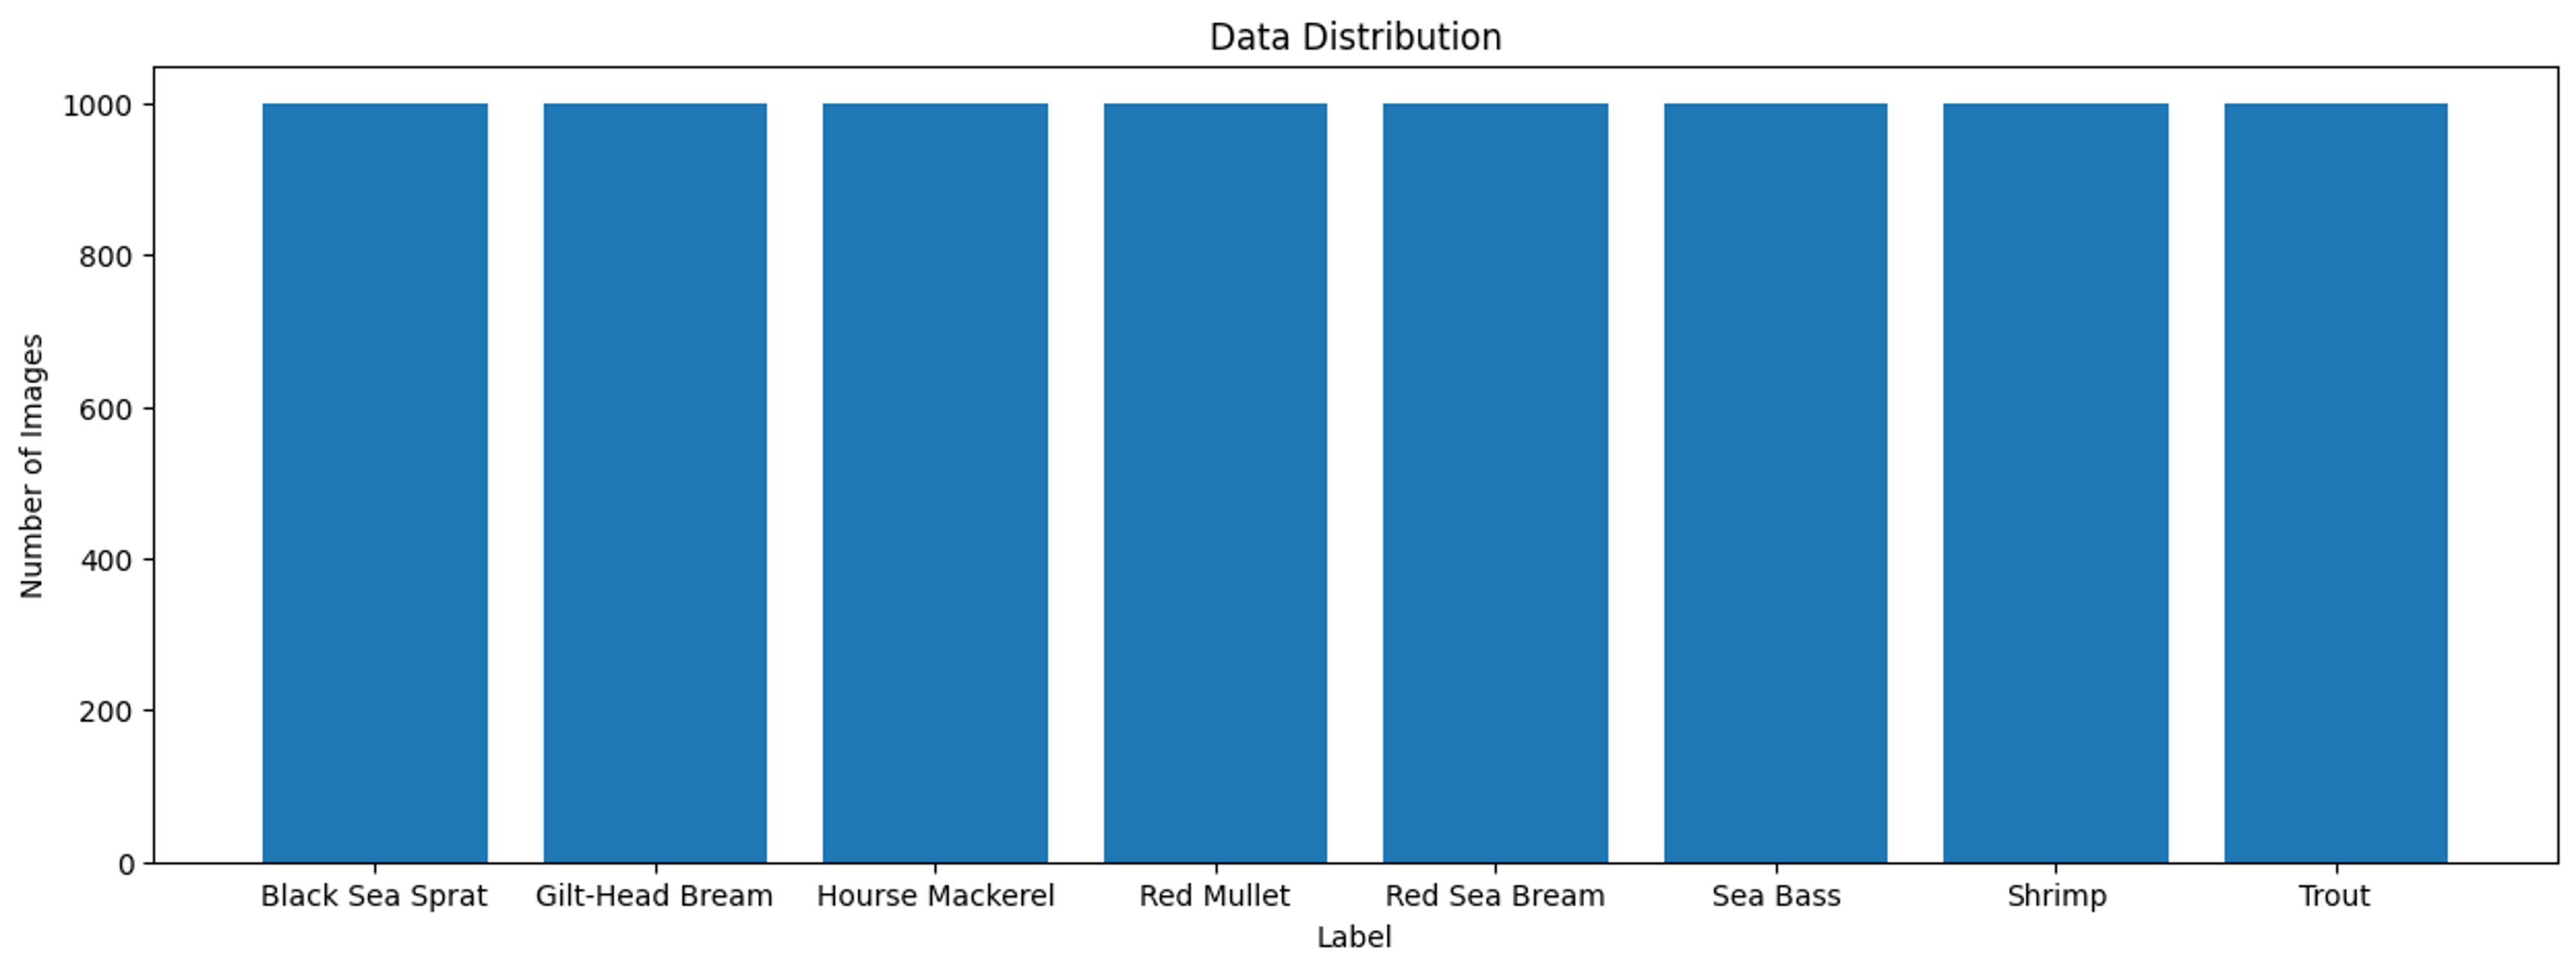 Data Distribution
Number of Images
1000
800
600
400
200
0
Black Sea Sprat Gilt-Head Bream Hourse Mackerel Red Mullet Red Sea Bream Sea Bass Shrimp Trout
Label